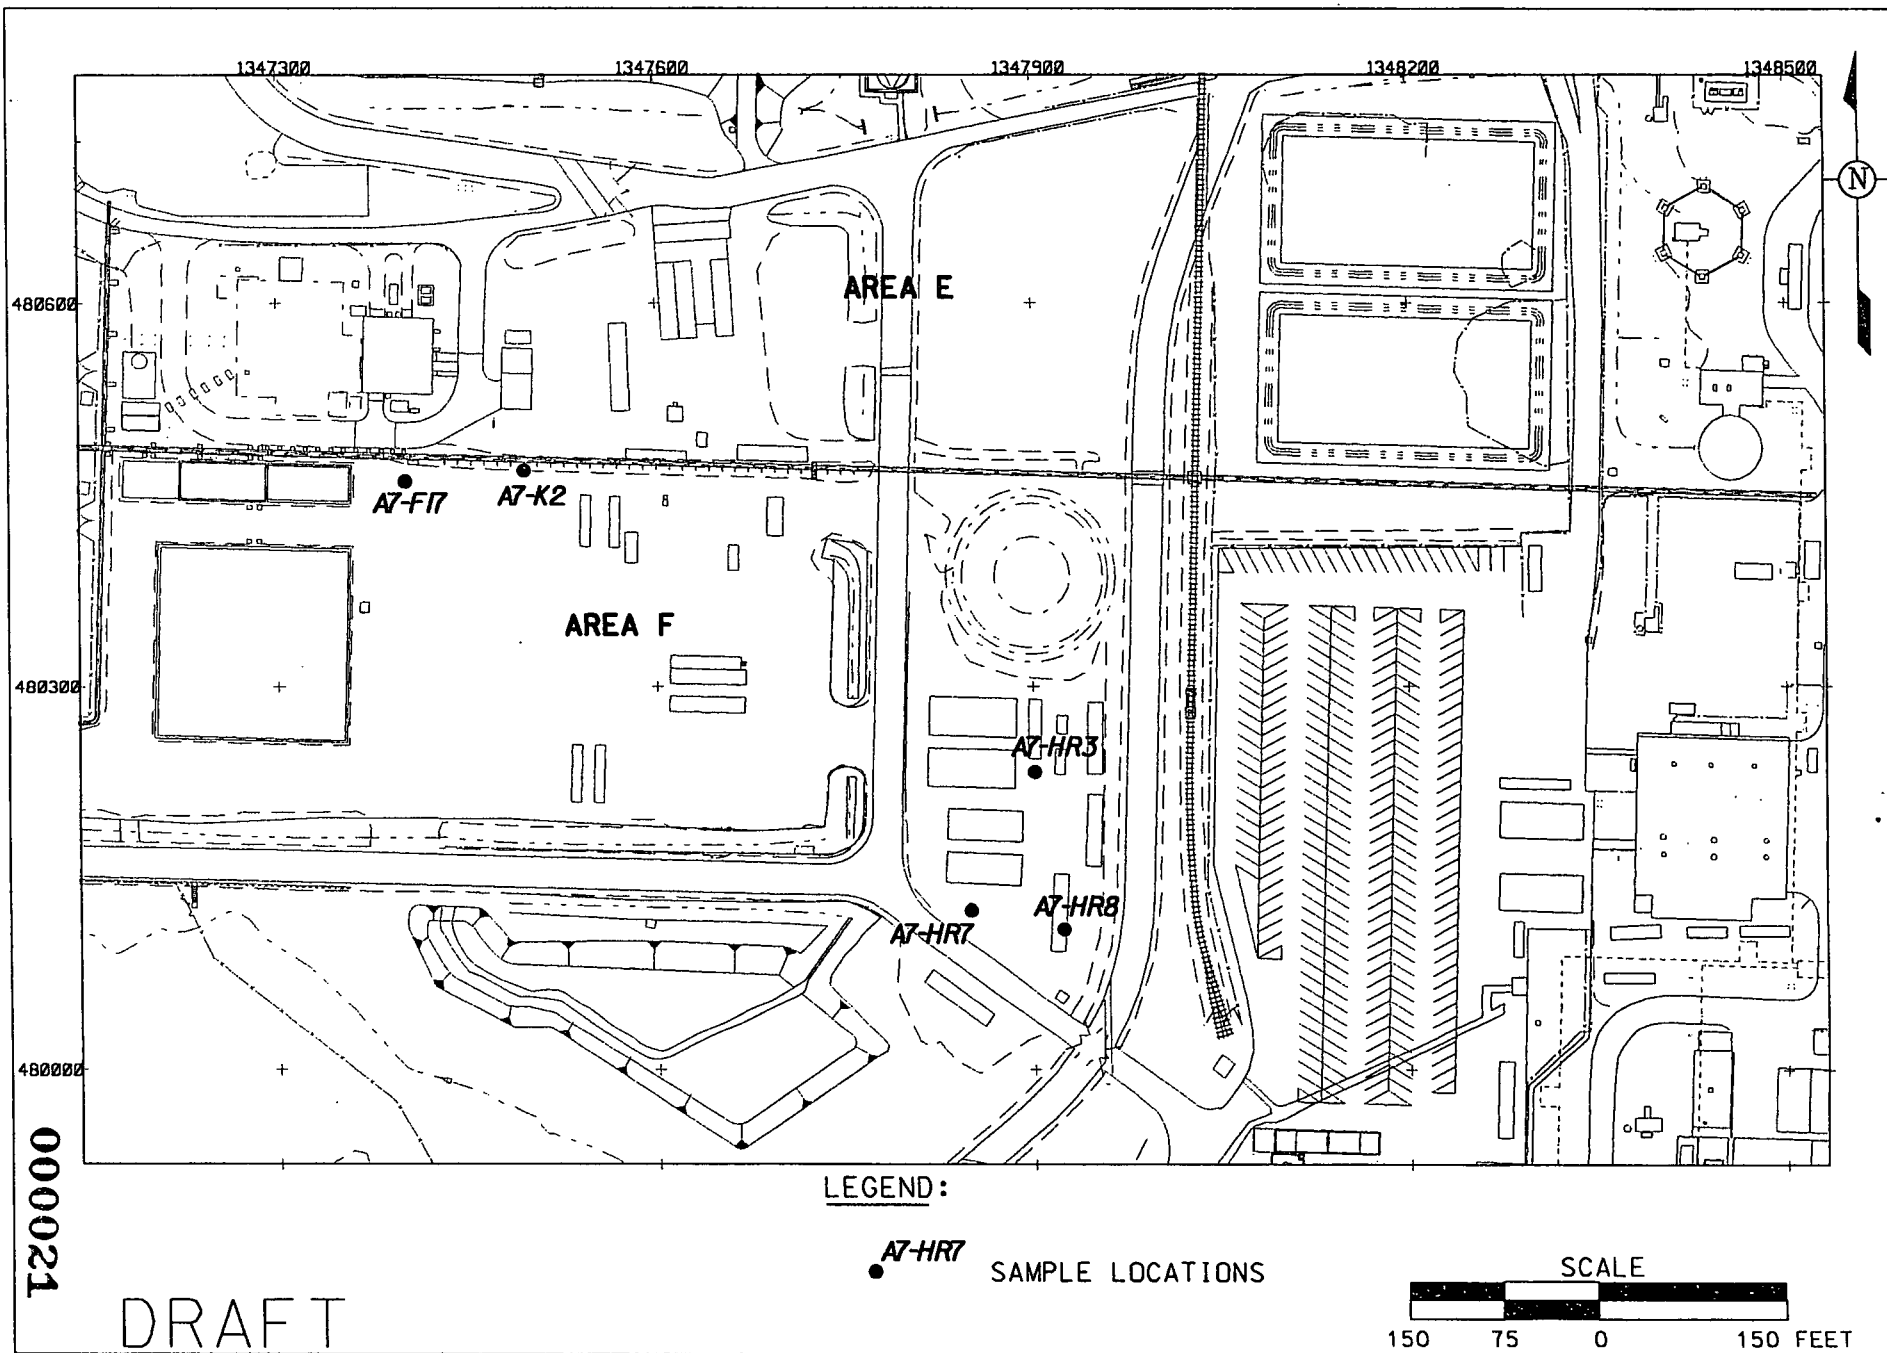 1347300 1347600 1347900 1348200 1348500
N
AREA E
480600
A7-F17 A7-K2
AREA F
480300
A7-HR3
A7-HR8
A7-HR7
480000
LEGEND:
A7-HR7
SAMPLE LOCATIONS
SCALE
150 75 0 150 FEET
000021
DRAFT